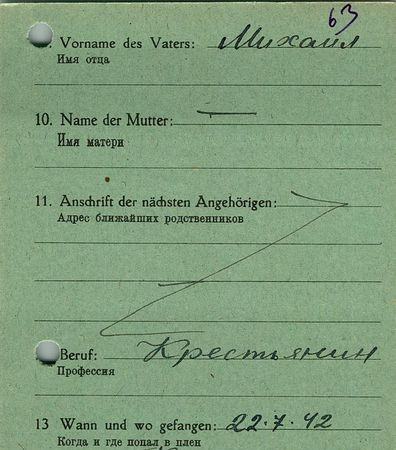 63
. Vorname des Vaters: Михаил
Имя отца
10. Name der Mutter: —
Имя матери
11. Anschrift der nächsten Angehörigen:
Адрес ближайших родственников
Beruf: Крестьянин
Профессия
13 Wann und wo gefangen: 22.7.42
Когда и где попал в плен